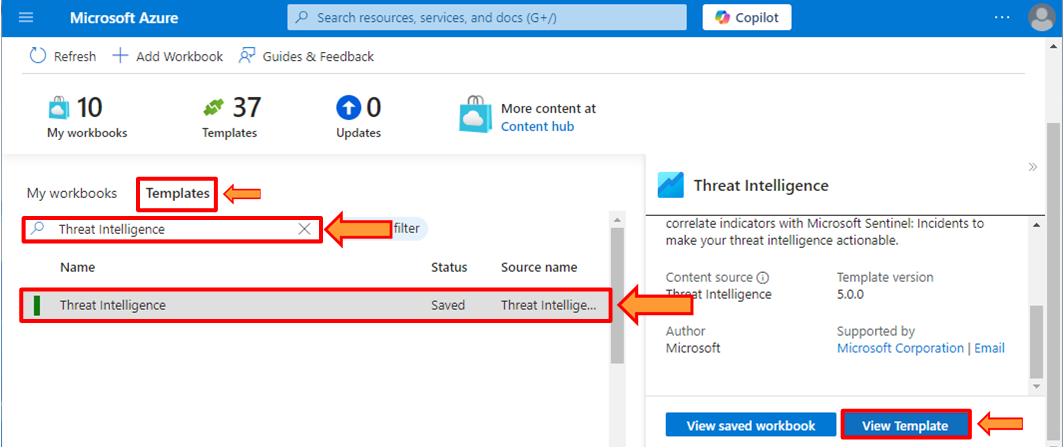 Microsoft Azure
Search resources, services, and docs (G+/)
Copilot
...
Refresh
Add Workbook
Guides & Feedback
10
My workbooks
37
Templates
0
Updates
More content at
Content hub
My workbooks
Templates
Threat Intelligence
filter
Name Status Source name
Threat Intelligence Saved Threat Intellige...
Threat Intelligence
correlate indicators with Microsoft Sentinel: Incidents to
make your threat intelligence actionable.
Content source
Threat Intelligence
Template version
5.0.0
Author
Microsoft
Supported by
Microsoft Corporation | Email
View saved workbook
View Template